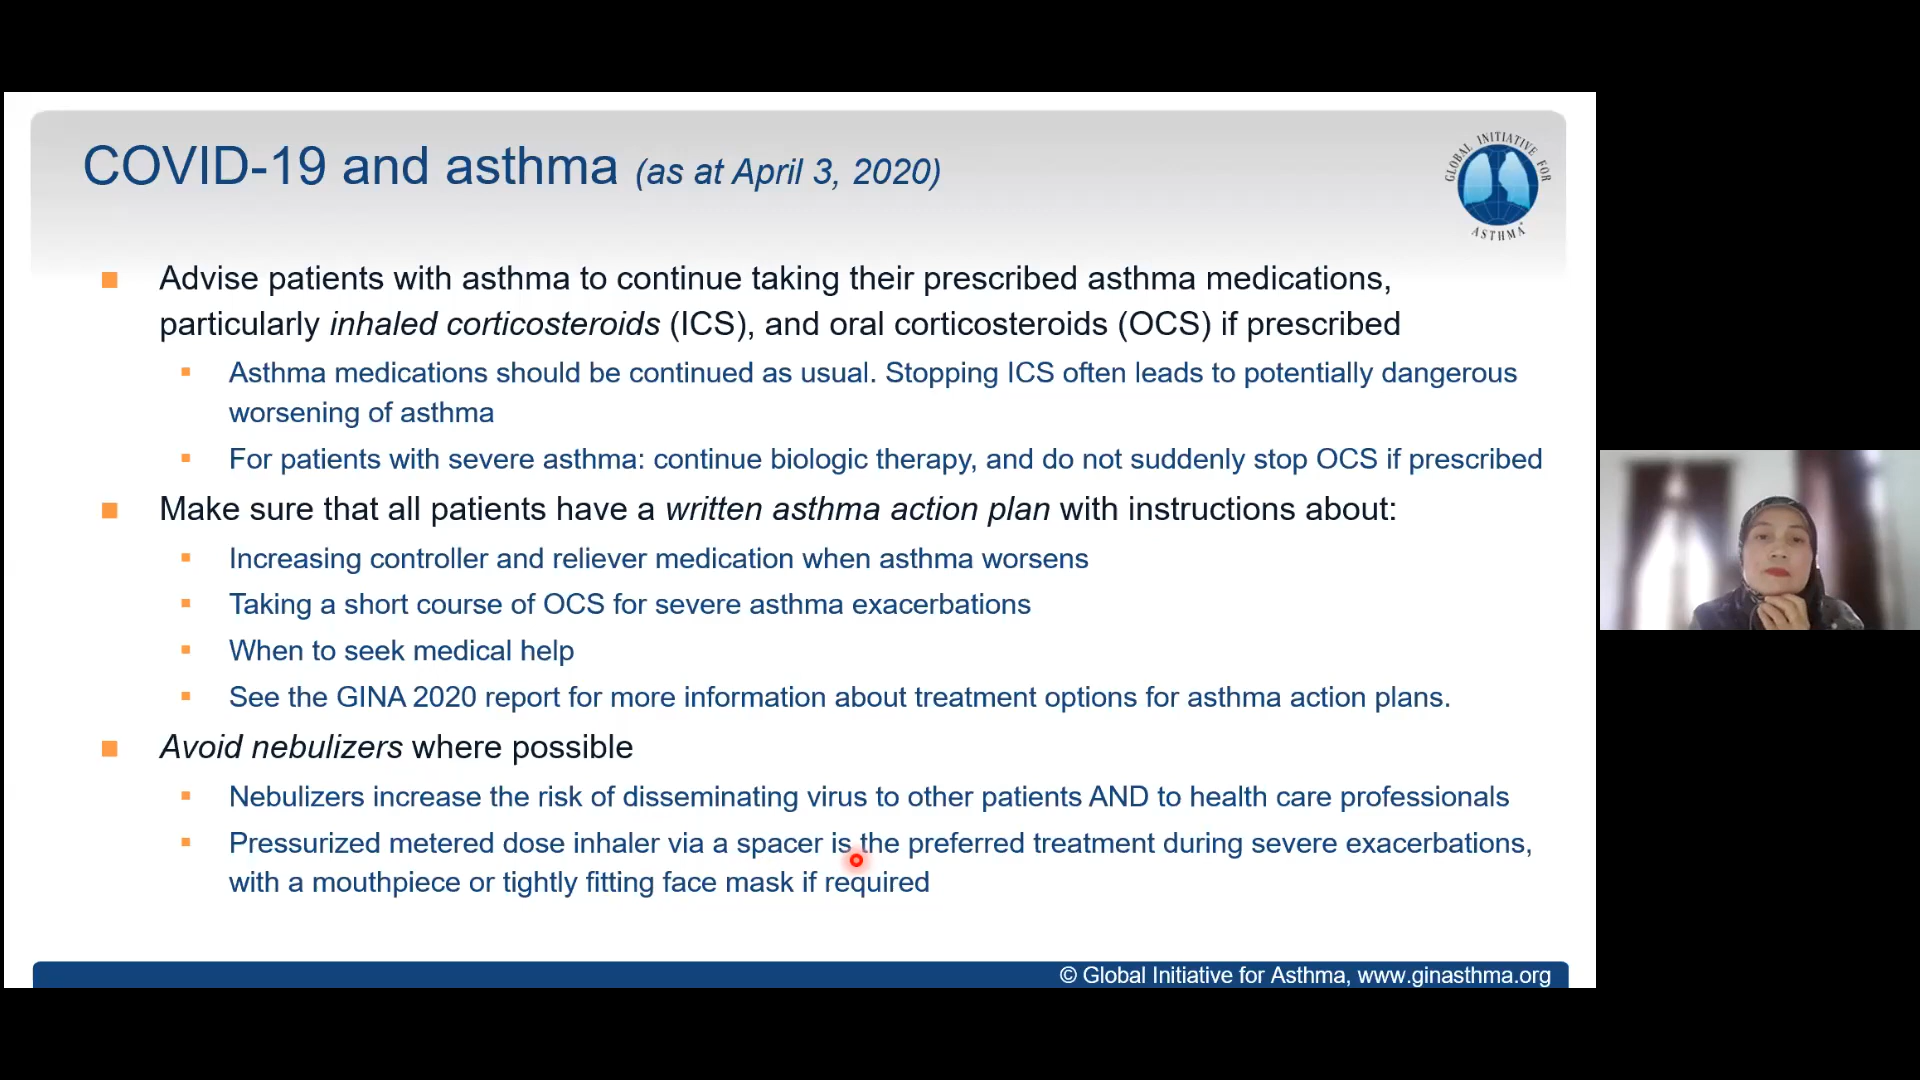 COVID-19 and asthma (as at April 3, 2020)
GLOBAL INITIATIVE FOR
ASTHMA
Advise patients with asthma to continue taking their prescribed asthma medications,
particularly inhaled corticosteroids (ICS), and oral corticosteroids (OCS) if prescribed
Asthma medications should be continued as usual. Stopping ICS often leads to potentially dangerous
worsening of asthma
For patients with severe asthma: continue biologic therapy, and do not suddenly stop OCS if prescribed
Make sure that all patients have a written asthma action plan with instructions about:
Increasing controller and reliever medication when asthma worsens
Taking a short course of OCS for severe asthma exacerbations
When to seek medical help
See the GINA 2020 report for more information about treatment options for asthma action plans.
Avoid nebulizers where possible
Nebulizers increase the risk of disseminating virus to other patients AND to health care professionals
Pressurized metered dose inhaler via a spacer is the preferred treatment during severe exacerbations,
with a mouthpiece or tightly fitting face mask if required
© Global Initiative for Asthma, www.ginasthma.org